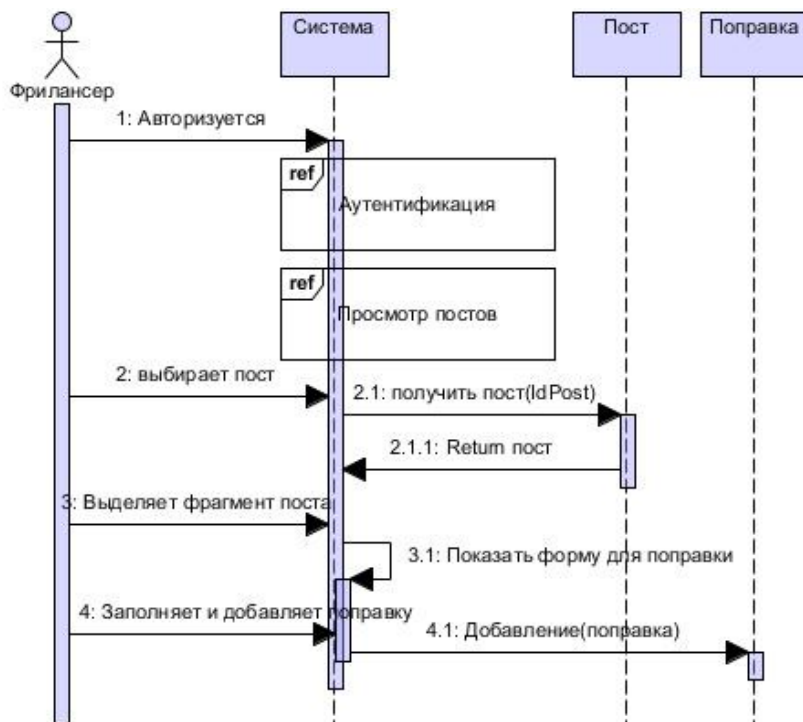 Система
Пост
Поправка
Фрилансер
1: Авторизуется
ref
Аутентификация
ref
Просмотр постов
2: выбирает пост
2.1: получить пост(IdPost)
2.1.1: Return пост
3: Выделяет фрагмент поста
3.1: Показать форму для поправки
4: Заполняет и добавляет поправку
4.1: Добавление(поправка)